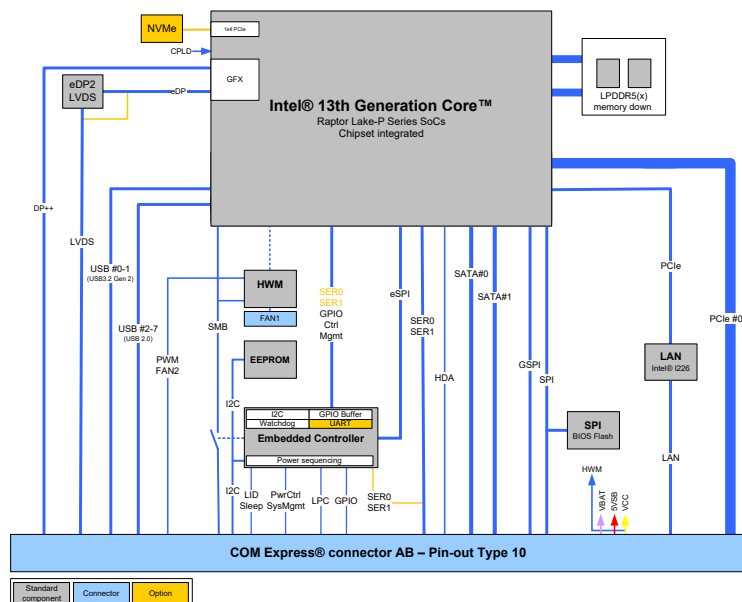 NVMe
1x4 PCIe
CPLD
GFX
eDP2
LVDS
eDP
Intel® 13th Generation Core™
Raptor Lake-P Series SoCs
Chipset integrated
LPDDR5(x)
memory down
DP++
LVDS
USB #0-1
(USB3.2 Gen 2)
USB #2-7
(USB 2.0)
PWM
FAN2
SMB
HWM
FAN1
EEPROM
I2C
SER0
SER1
GPIO
Ctrl
Mgmt
eSPI
SER0
SER1
HDA
SATA#0
SATA#1
GSPI
SPI
PCIe
PCIe #0
LAN
Intel® I226
LAN
SPI
BIOS Flash
I2C
GPIO Buffer
Watchdog
UART
Embedded Controller
Power sequencing
I2C
LID
Sleep
PwrCtrl
SysMgmt
LPC
GPIO
SER0
SER1
HWM
VBAT
5VSB
VCC
COM Express® connector AB – Pin-out Type 10
Standard
component
Connector
Option